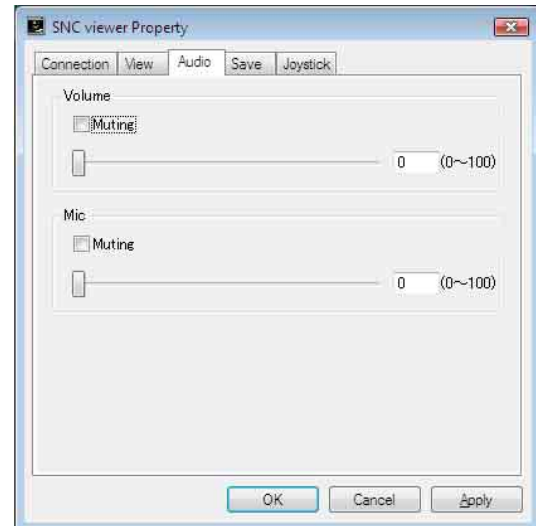 SNC viewer Property
Connection View Audio Save Joystick
Volume
Muting
0 (0~100)
Mic
Muting
0 (0~100)
OK Cancel Apply